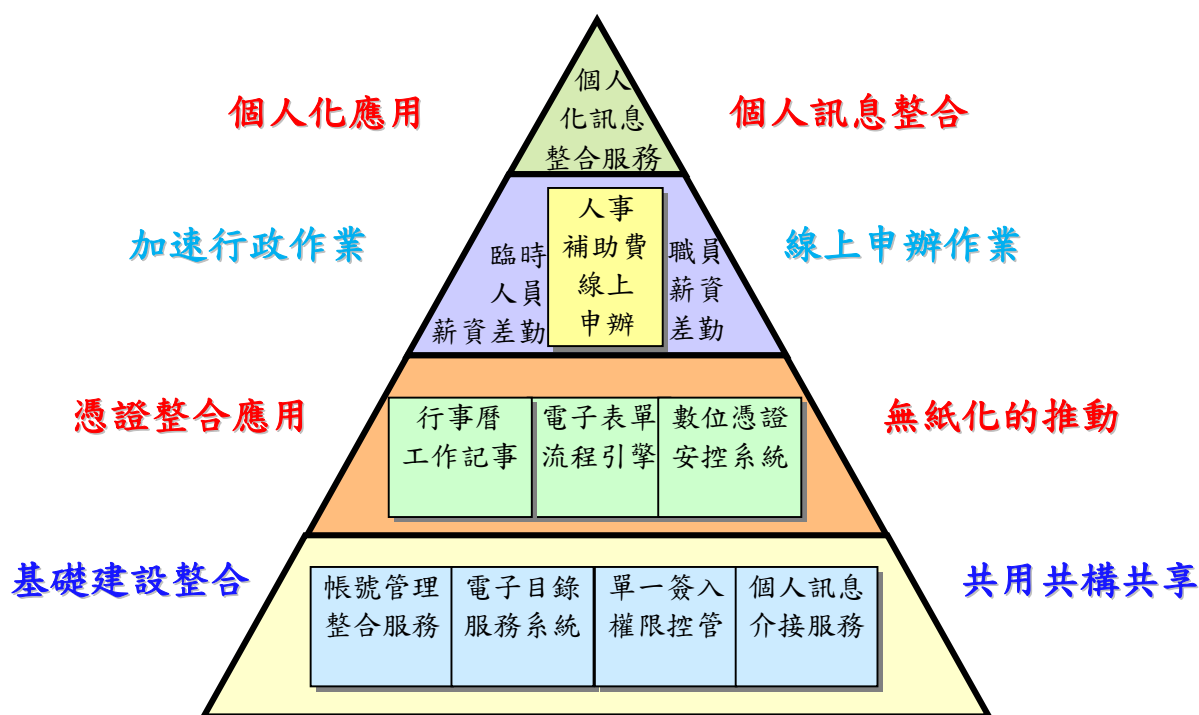 個人
化訊息
整合服務
個人化應用
個人訊息整合
加速行政作業
臨時
人員
薪資差勤
人事
補助費
線上
申辦
職員
薪資
差勤
線上申辦作業
憑證整合應用
行事曆
工作記事
電子表單
流程引擎
數位憑證
安控系統
無紙化的推動
基礎建設整合
帳號管理
整合服務
電子目錄
服務系統
單一簽入
權限控管
個人訊息
介接服務
共用共構共享